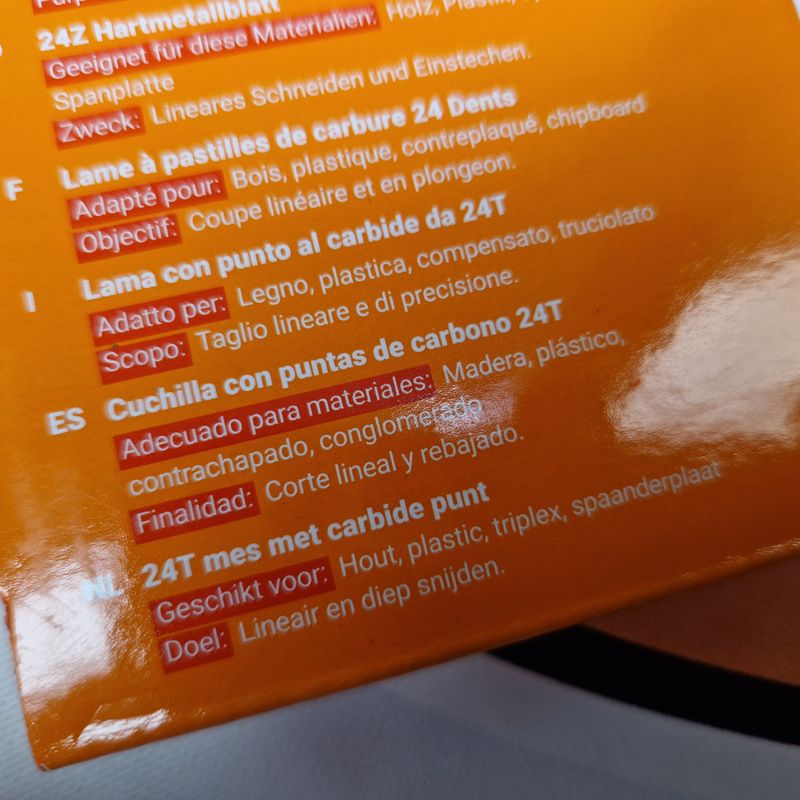 24Z Hartmetallblatt
Geeignet für diese Materialien: Holz, Plastik,
Spanplatte
Zweck: Lineares Schneiden und Einstechen.
F Lame à pastilles de carbure 24 Dents
Adapté pour: Bois, plastique, contreplaqué, chipboard
Objectif: Coupe linéaire et en plongeon.
I Lama con punto al carbide da 24T
Adatto per: Legno, plastica, compensato, truciolato
Scopo: Taglio lineare e di precisione.
ES Cuchilla con puntas de carbono 24T
Adecuado para materiales: Madera, plástico,
contrachapado, conglomerado
Finalidad: Corte lineal y rebajado.
NL 24T mes met carbide punt
Geschikt voor: Hout, plastic, triplex, spaanderplaat
Doel: Lineair en diep snijden.